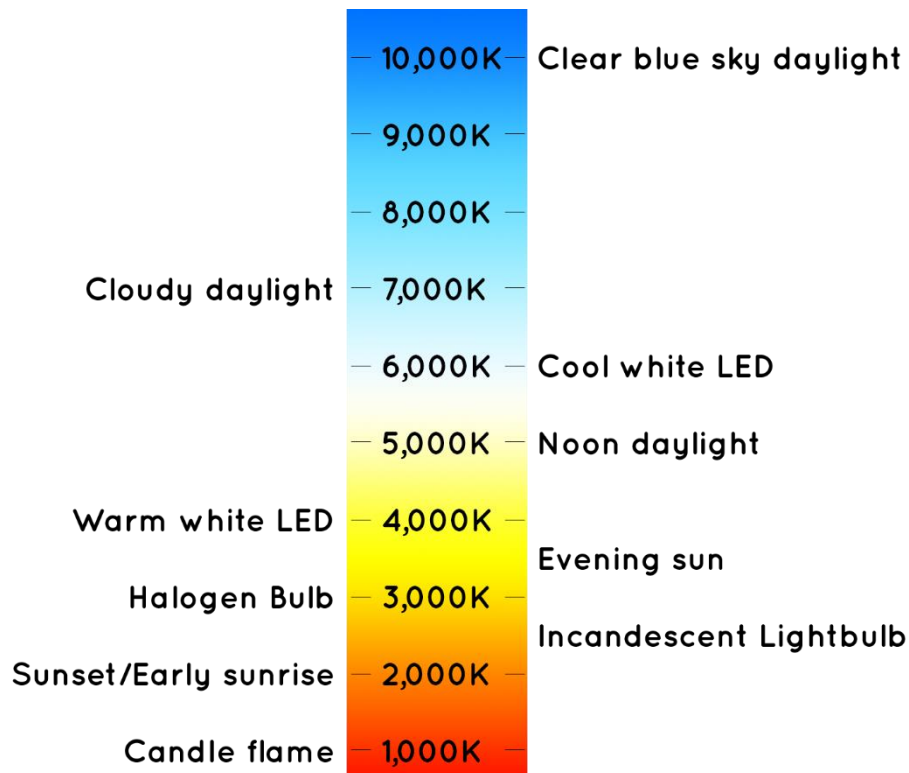 10,000K Clear blue sky daylight
9,000K
8,000K
Cloudy daylight 7,000K
6,000K Cool white LED
5,000K Noon daylight
Warm white LED 4,000K
Evening sun
Halogen Bulb 3,000K
Incandescent Lightbulb
Sunset/Early sunrise 2,000K
Candle flame 1,000K